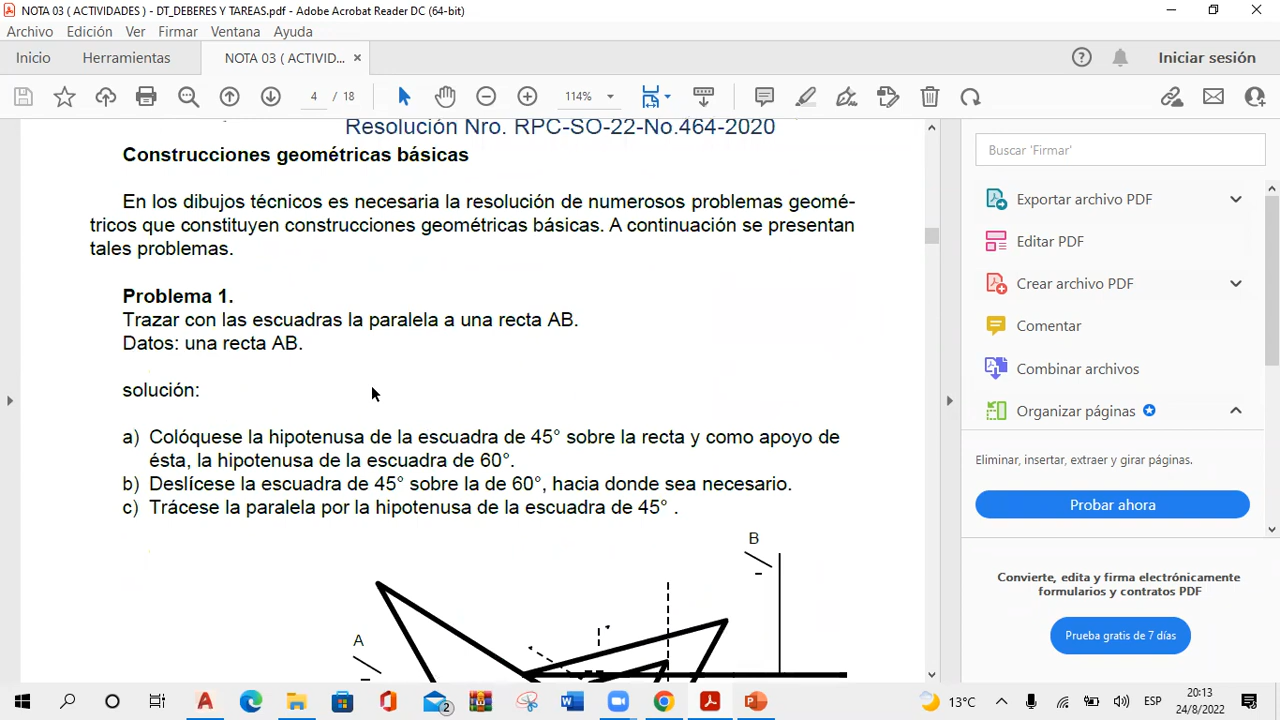 NOTA 03 ( ACTIVIDADES ) - DT_DEBERES Y TAREAS.pdf - Adobe Acrobat Reader DC (64-bit)
Archivo Edición Ver Firmar Ventana Ayuda
Inicio Herramientas NOTA 03 ( ACTIVID... × Iniciar sesión
4 / 18 114%
Resolución Nro. RPC-SO-22-No.464-2020
Construcciones geométricas básicas
En los dibujos técnicos es necesaria la resolución de numerosos problemas geomé-
tricos que constituyen construcciones geométricas básicas. A continuación se presentan
tales problemas.
Problema 1.
Trazar con las escuadras la paralela a una recta AB.
Datos: una recta AB.
solución:
a) Colóquese la hipotenusa de la escuadra de 45° sobre la recta y como apoyo de
ésta, la hipotenusa de la escuadra de 60°.
b) Deslícese la escuadra de 45° sobre la de 60°, hacia donde sea necesario.
c) Trácese la paralela por la hipotenusa de la escuadra de 45° .
B
A
Buscar 'Firmar'
Exportar archivo PDF
Editar PDF
Crear archivo PDF
Comentar
Combinar archivos
Organizar páginas
Eliminar, insertar, extraer y girar páginas.
Probar ahora
Convierte, edita y firma electrónicamente
formularios y contratos PDF
Prueba gratis de 7 días
2
13°C ESP 20:13
24/8/2022